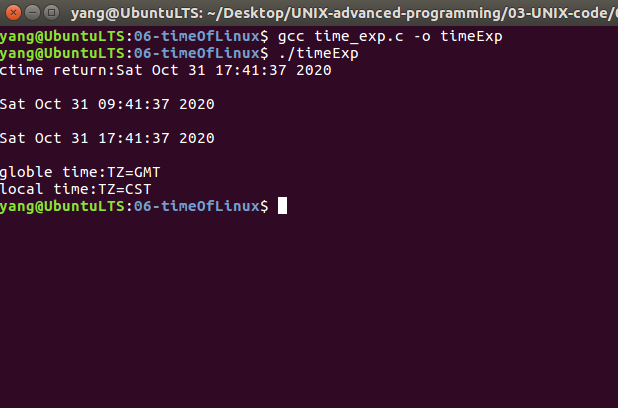 yang@UbuntuLTS: ~/Desktop/UNIX-advanced-programming/03-UNIX-code/
yang@UbuntuLTS:06-timeOfLinux$ gcc time_exp.c -o timeExp
yang@UbuntuLTS:06-timeOfLinux$ ./timeExp
ctime return:Sat Oct 31 17:41:37 2020
Sat Oct 31 09:41:37 2020
Sat Oct 31 17:41:37 2020
globle time:TZ=GMT
local time:TZ=CST
yang@UbuntuLTS:06-timeOfLinux$